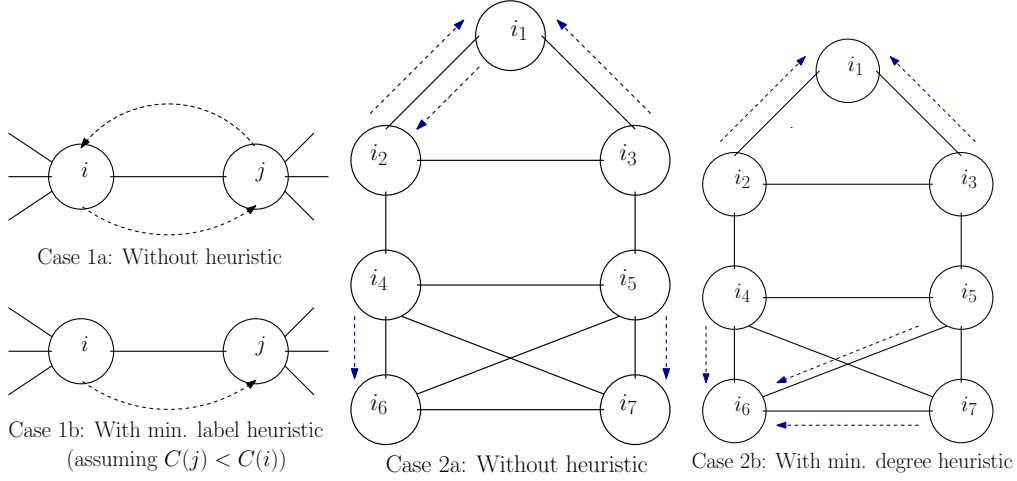 i
j
Case 1a: Without heuristic
i
j
Case 1b: With min. label heuristic
(assuming C(j) < C(i))
i₁
i₂
i₃
i₄
i₅
i₆
i₇
Case 2a: Without heuristic
i₁
i₂
i₃
i₄
i₅
i₆
i₇
Case 2b: With min. degree heuristic